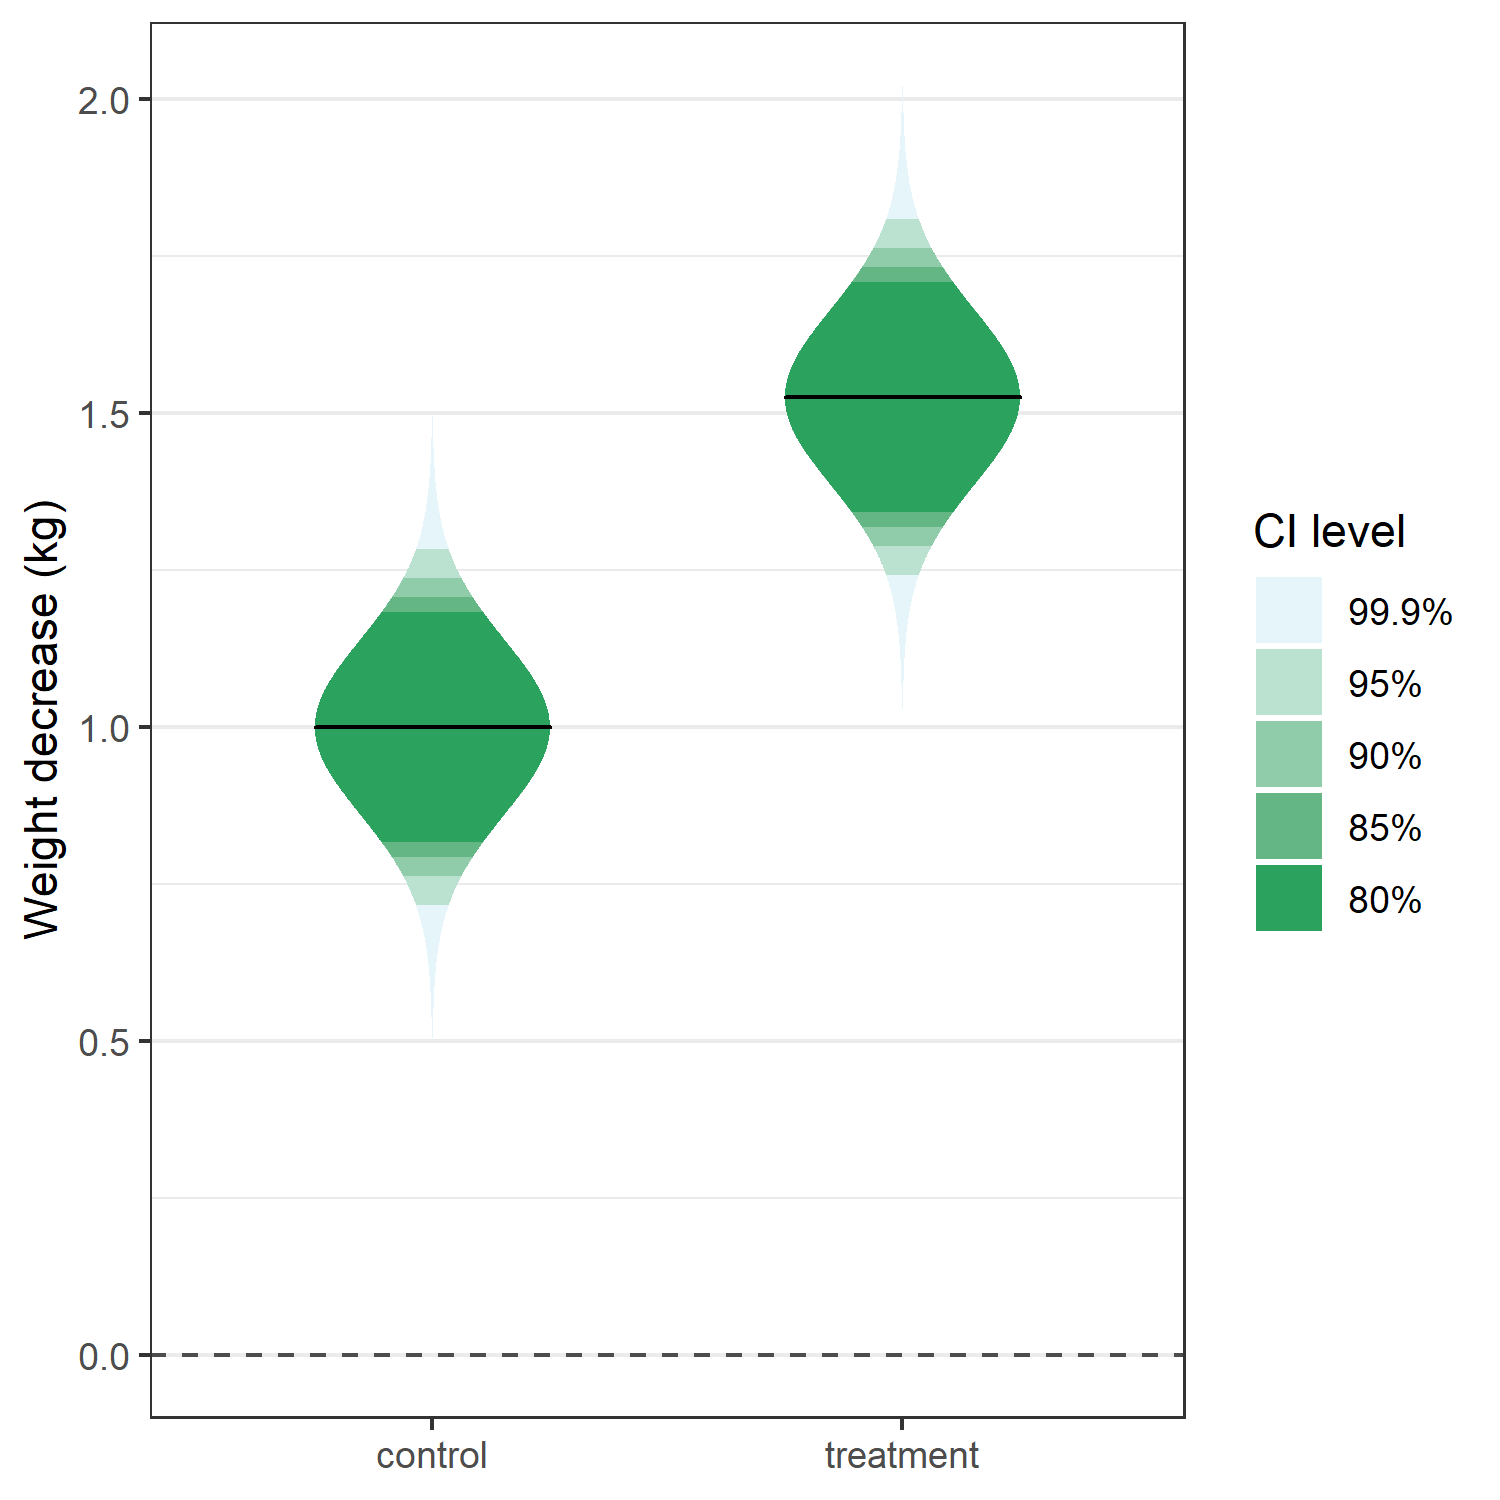 Weight decrease (kg)
2.0
1.5
1.0
0.5
0.0
control
treatment
CI level
99.9%
95%
90%
85%
80%